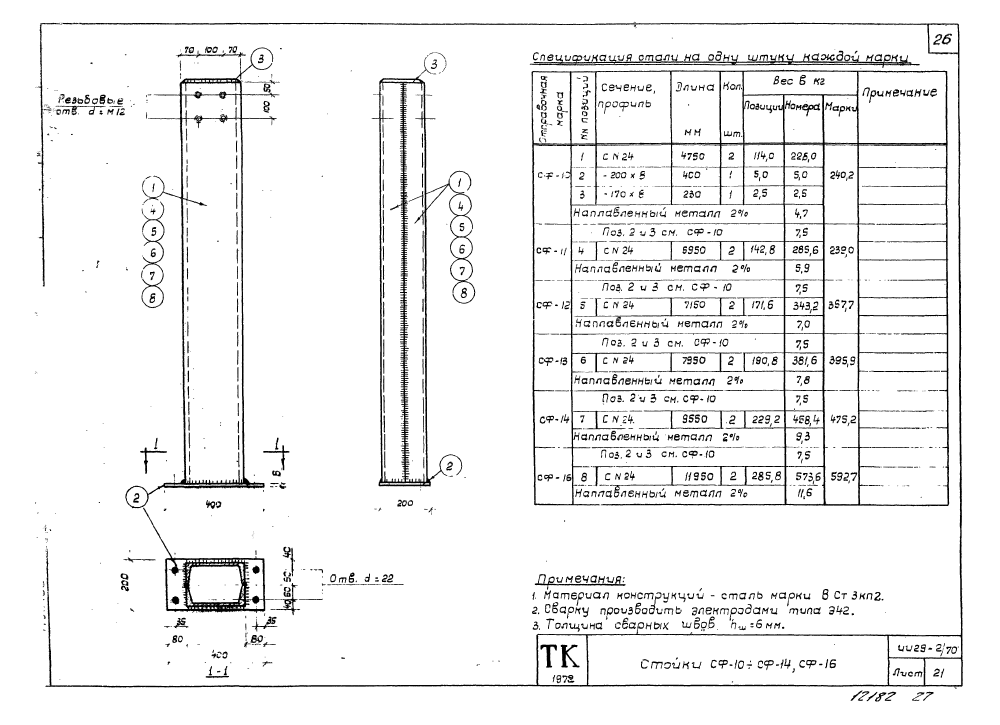 26
Спецификация стали на одну штуку каждой марки
Отправочная марка | NN позиций | Сечение, профиль | Длина мм | Кол. шт. | Вес в кг | Примечание
Позиции | Номера | Марки
СФ-10 | 1 | С N 24 | 4750 | 2 | 114,0 | 228,0 | 240,2
2 | - 200 × 8 | 400 | 1 | 5,0 | 5,0
3 | - 170 × 8 | 230 | 1 | 2,5 | 2,5
Наплавленный металл 2% | 4,7
Поз. 2 и 3 см. СФ-10 | 7,5
СФ-11 | 4 | С N 24 | 5950 | 2 | 142,8 | 285,6 | 299,0
Наплавленный металл 2% | 5,9
Поз. 2 и 3 см. СФ-10 | 7,5
СФ-12 | 5 | С N 24 | 7150 | 2 | 171,6 | 343,2 | 357,7
Наплавленный металл 2% | 7,0
Поз. 2 и 3 см. СФ-10 | 7,5
СФ-13 | 6 | С N 24 | 7950 | 2 | 190,8 | 381,6 | 395,9
Наплавленный металл 2% | 7,8
Поз. 2 и 3 см. СФ-10 | 7,5
СФ-14 | 7 | С N 24. | 9550 | 2 | 229,2 | 458,4 | 475,2
Наплавленный металл 2% | 9,3
Поз. 2 и 3 см. СФ-10 | 7,5
СФ-16 | 8 | С N 24 | 11950 | 2 | 286,8 | 573,6 | 592,7
Наплавленный металл 2% | 11,6
70 100 70
3
50
100
Резьбовые
отв. d = М12
1
4
5
6
7
8
1 1
8
2
400
3
1
4
5
6
7
8
2
200
200
40
60 60
40
Отв. d = 22
35 35
80 80
400
1-1
Примечания:
1. Материал конструкций - сталь марки В Ст 3кп2.
2. Сварку производить электродами типа Э42.
3. Толщина сварных швов hш = 6 мм.
ТК
1972
Стойки СФ-10÷СФ-14, СФ-16
ИИ29-2/70
Лист 21
12182 27